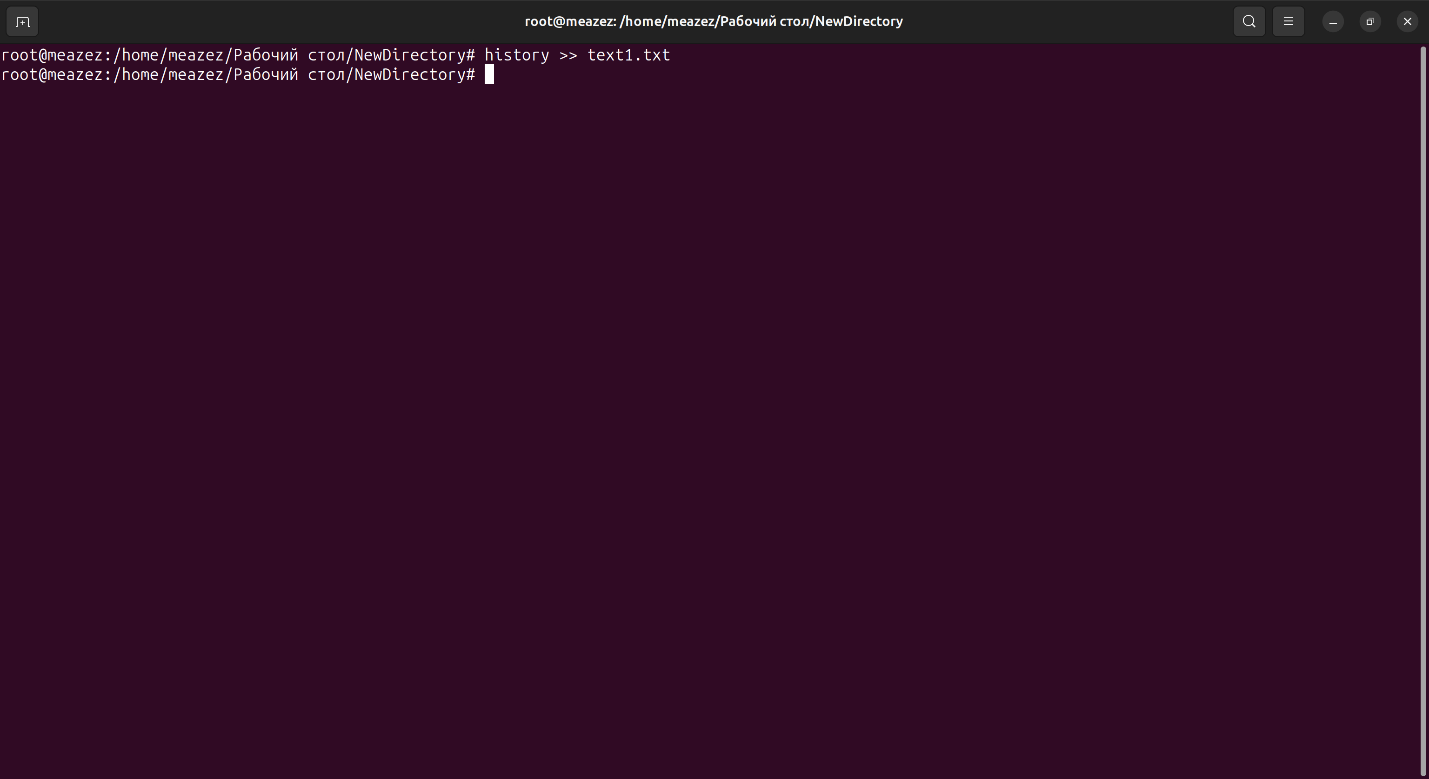 root@meazez: /home/meazez/Рабочий стол/NewDirectory
root@meazez:/home/meazez/Рабочий стол/NewDirectory# history >> text1.txt
root@meazez:/home/meazez/Рабочий стол/NewDirectory#